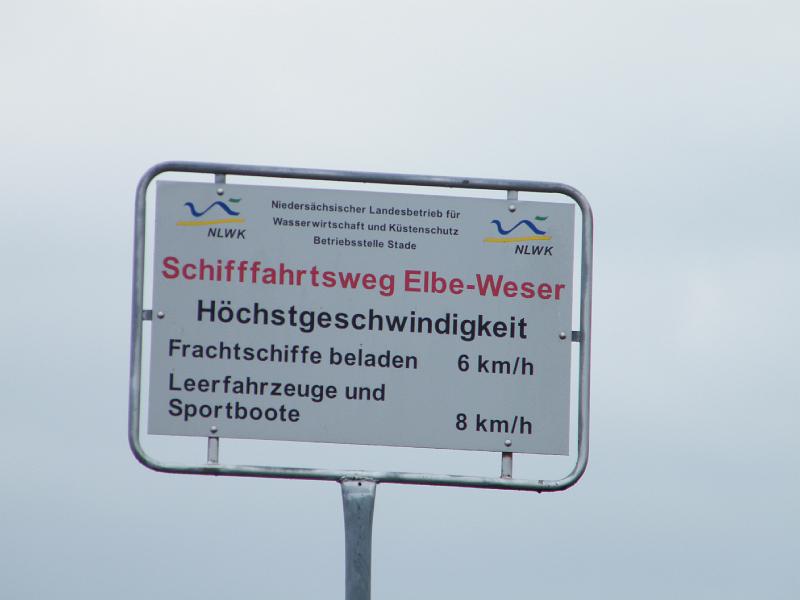 Niedersächsischer Landesbetrieb für
Wasserwirtschaft und Küstenschutz
Betriebsstelle Stade
NLWK
NLWK
Schifffahrtsweg Elbe-Weser
Höchstgeschwindigkeit
Frachtschiffe beladen 6 km/h
Leerfahrzeuge und
Sportboote 8 km/h